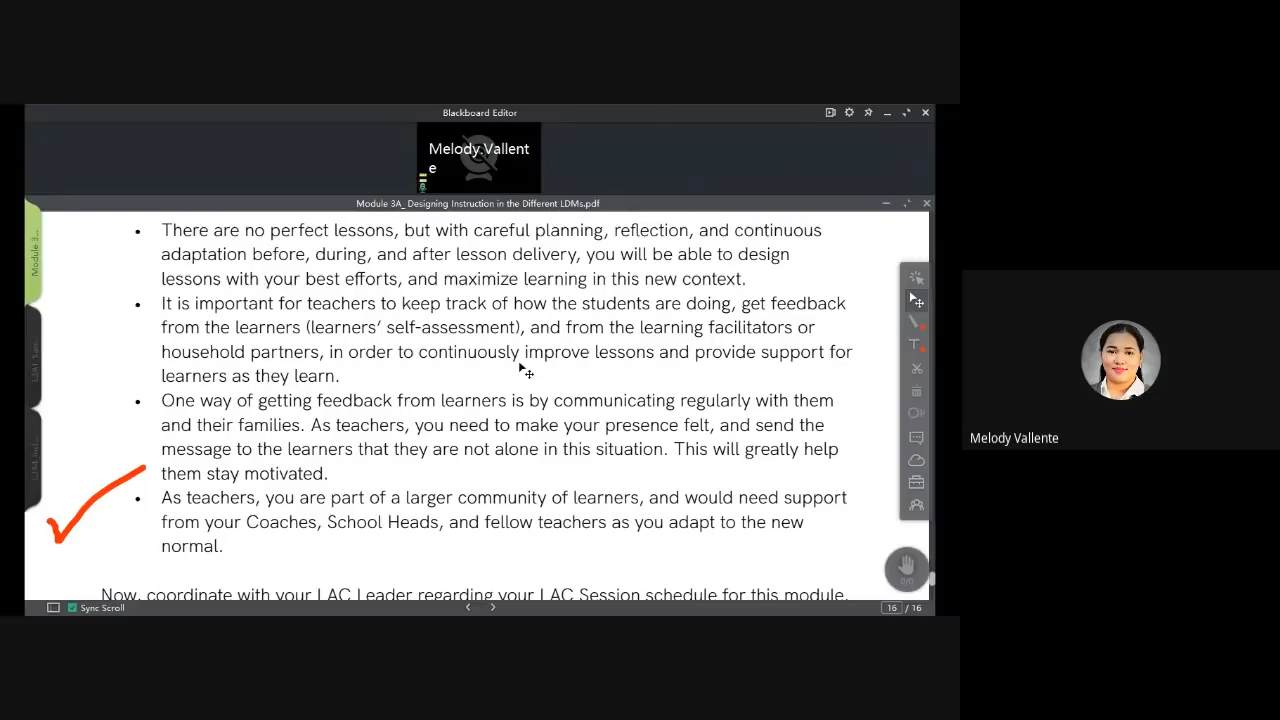 Blackboard Editor
Melody.Vallent
e
Module 3A_ Designing Instruction in the Different LDMs.pdf
Module 3...
• There are no perfect lessons, but with careful planning, reflection, and continuous
adaptation before, during, and after lesson delivery, you will be able to design
lessons with your best efforts, and maximize learning in this new context.
• It is important for teachers to keep track of how the students are doing, get feedback
from the learners (learners’ self-assessment), and from the learning facilitators or
household partners, in order to continuously improve lessons and provide support for
learners as they learn.
• One way of getting feedback from learners is by communicating regularly with them
and their families. As teachers, you need to make your presence felt, and send the
message to the learners that they are not alone in this situation. This will greatly help
them stay motivated.
• As teachers, you are part of a larger community of learners, and would need support
from your Coaches, School Heads, and fellow teachers as you adapt to the new
normal.
Now, coordinate with your LAC Leader regarding your LAC Session schedule for this module.
0/0
Sync Scroll
16 / 16
Melody Vallente